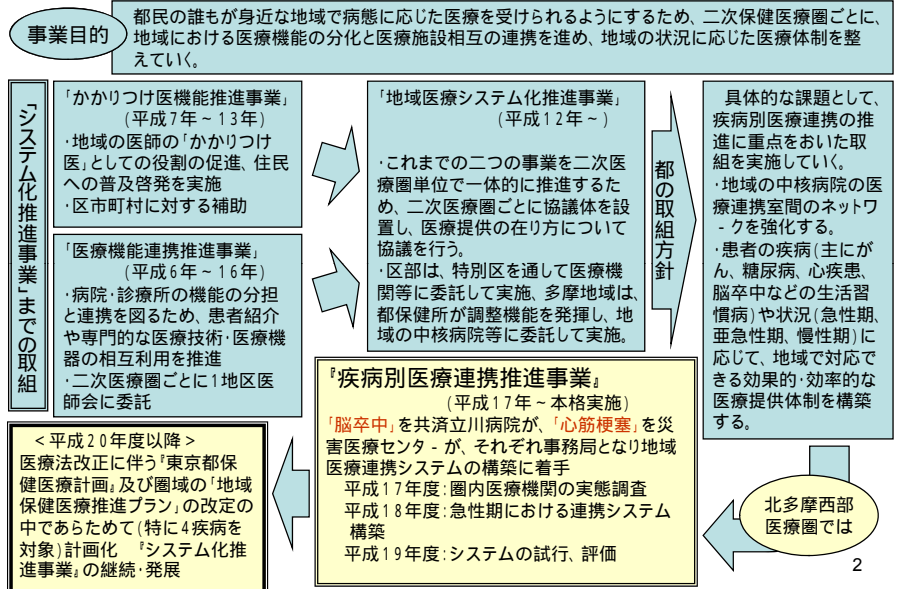 事業目的
都民の誰もが身近な地域で病態に応じた医療を受けられるようにするため、二次保健医療圏ごとに、
地域における医療機能の分化と医療施設相互の連携を進め、地域の状況に応じた医療体制を整
えていく。
「システム化推進事業」までの取組
「かかりつけ医機能推進事業」
(平成7年～13年)
・地域の医師の「かかりつけ
医」としての役割の促進、住民
への普及啓発を実施
・区市町村に対する補助
「医療機能連携推進事業」
(平成6年～16年)
・病院・診療所の機能の分担
と連携を図るため、患者紹介
や専門的な医療技術・医療機
器の相互利用を推進
・二次医療圏ごとに1地区医
師会に委託
「地域医療システム化推進事業」
(平成12年～)
・これまでの二つの事業を二次医
療圏単位で一体的に推進するた
め、二次医療圏ごとに協議体を設
置し、医療提供の在り方について
協議を行う。
・区部は、特別区を通して医療機
関等に委託して実施、多摩地域は、
都保健所が調整機能を発揮し、地
域の中核病院等に委託して実施。
都の取組方針
具体的な課題として、
疾病別医療連携の推
進に重点をおいた取
組を実施していく。
・地域の中核病院の医
療連携室間のネットワ
-クを強化する。
・患者の疾病(主にが
ん、糖尿病、心疾患、
脳卒中などの生活習
慣病)や状況(急性期、
亜急性期、慢性期)に
応じて、地域で対応で
きる効果的・効率的な
医療提供体制を構築
する。
北多摩西部
医療圏では
『疾病別医療連携推進事業』
(平成17年～本格実施)
「脳卒中」を共済立川病院が、「心筋梗塞」を災
害医療センタ-が、それぞれ事務局となり地域
医療連携システムの構築に着手
平成17年度:圏内医療機関の実態調査
平成18年度:急性期における連携システム
構築
平成19年度:システムの試行、評価
<平成20年度以降>
医療法改正に伴う『東京都保
健医療計画』及び圏域の「地域
保健医療推進プラン」の改定の
中であらためて(特に4疾病を
対象)計画化 『システム化推
進事業』の継続・発展
2